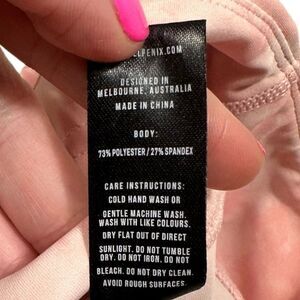 DESIGNED IN
MELBOURNE, AUSTRALIA
MADE IN CHINA
BODY:
73% POLYESTER / 27% SPANDEX
CARE INSTRUCTIONS:
COLD HAND WASH OR
GENTLE MACHINE WASH.
WASH WITH LIKE COLOURS.
DRY FLAT OUT OF DIRECT
SUNLIGHT. DO NOT TUMBLE
DRY. DO NOT IRON. DO NOT
BLEACH. DO NOT DRY CLEAN.
AVOID ROUGH SURFACES.